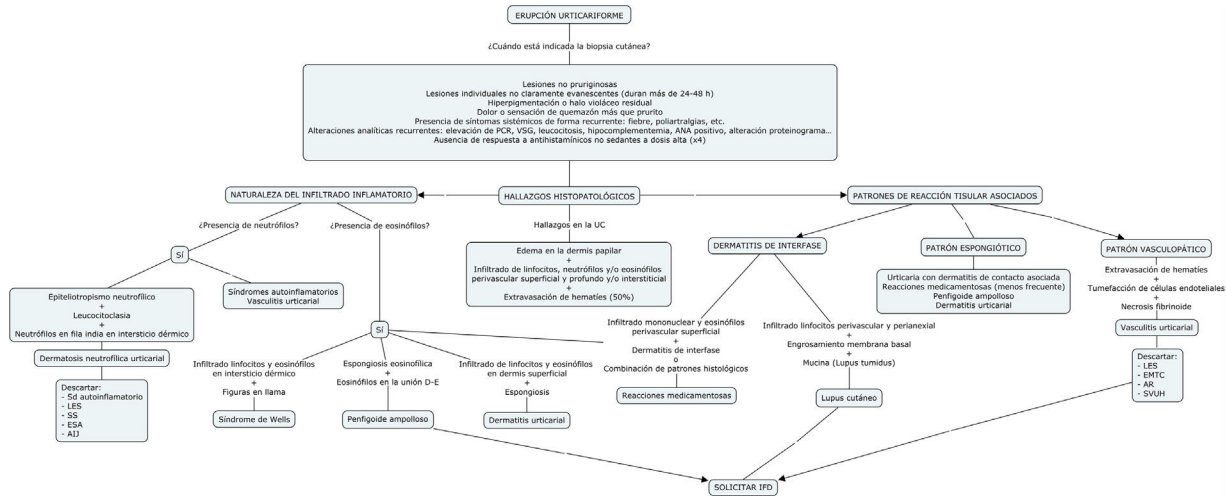 ERUPCIÓN URTICARIFORME
¿Cuándo está indicada la biopsia cutánea?
Lesiones no pruriginosas
Lesiones individuales no claramente evanescentes (duran más de 24-48 h)
Hiperpigmentación o halo violáceo residual
Dolor o sensación de quemazón más que prurito
Presencia de síntomas sistémicos de forma recurrente: fiebre, poliartralgias, etc.
Alteraciones analíticas recurrentes: elevación de PCR, VSG, leucocitosis, hipocomplementemia, ANA positivo, alteración proteinograma...
Ausencia de respuesta a antihistamínicos no sedantes a dosis alta (x4)
NATURALEZA DEL INFILTRADO INFLAMATORIO
HALLAZGOS HISTOPATOLÓGICOS
PATRONES DE REACCIÓN TISULAR ASOCIADOS
¿Presencia de neutrófilos?
¿Presencia de eosinófilos?
Sí
Epiteliotropismo neutrofílico
+
Leucocitoclasia
+
Neutrófilos en fila india en intersticio dérmico
Síndromes autoinflamatorios
Vasculitis urticarial
Dermatosis neutrofílica urticarial
Descartar:
- Sd autoinflamatorio
- LES
- SS
- ESA
- AIJ
Sí
Infiltrado linfocitos y eosinófilos
en intersticio dérmico
+
Figuras en llama
Síndrome de Wells
Espongiosis eosinofílica
+
Eosinófilos en la unión D-E
Penfigoide ampolloso
Infiltrado de linfocitos y eosinófilos
en dermis superficial
+
Espongiosis
Dermatitis urticarial
Hallazgos en la UC
Edema en la dermis papilar
+
Infiltrado de linfocitos, neutrófilos y/o eosinófilos
perivascular superficial y profundo y/o intersticial
+
Extravasación de hematíes (50%)
DERMATITIS DE INTERFASE
Infiltrado mononuclear y eosinófilos
perivascular superficial
+
Dermatitis de interfase
o
Combinación de patrones histológicos
Reacciones medicamentosas
Infiltrado linfocitos perivascular y perianexial
+
Engrosamiento membrana basal
+
Mucina (Lupus tumidus)
Lupus cutáneo
PATRÓN ESPONGIÓTICO
Urticaria con dermatitis de contacto asociada
Reacciones medicamentosas (menos frecuente)
Penfigoide ampolloso
Dermatitis urticarial
PATRÓN VASCULOPÁTICO
Extravasación de hematíes
+
Tumefacción de células endoteliales
+
Necrosis fibrinoide
Vasculitis urticarial
Descartar:
- LES
- EMTC
- AR
- SVUH
SOLICITAR IFD